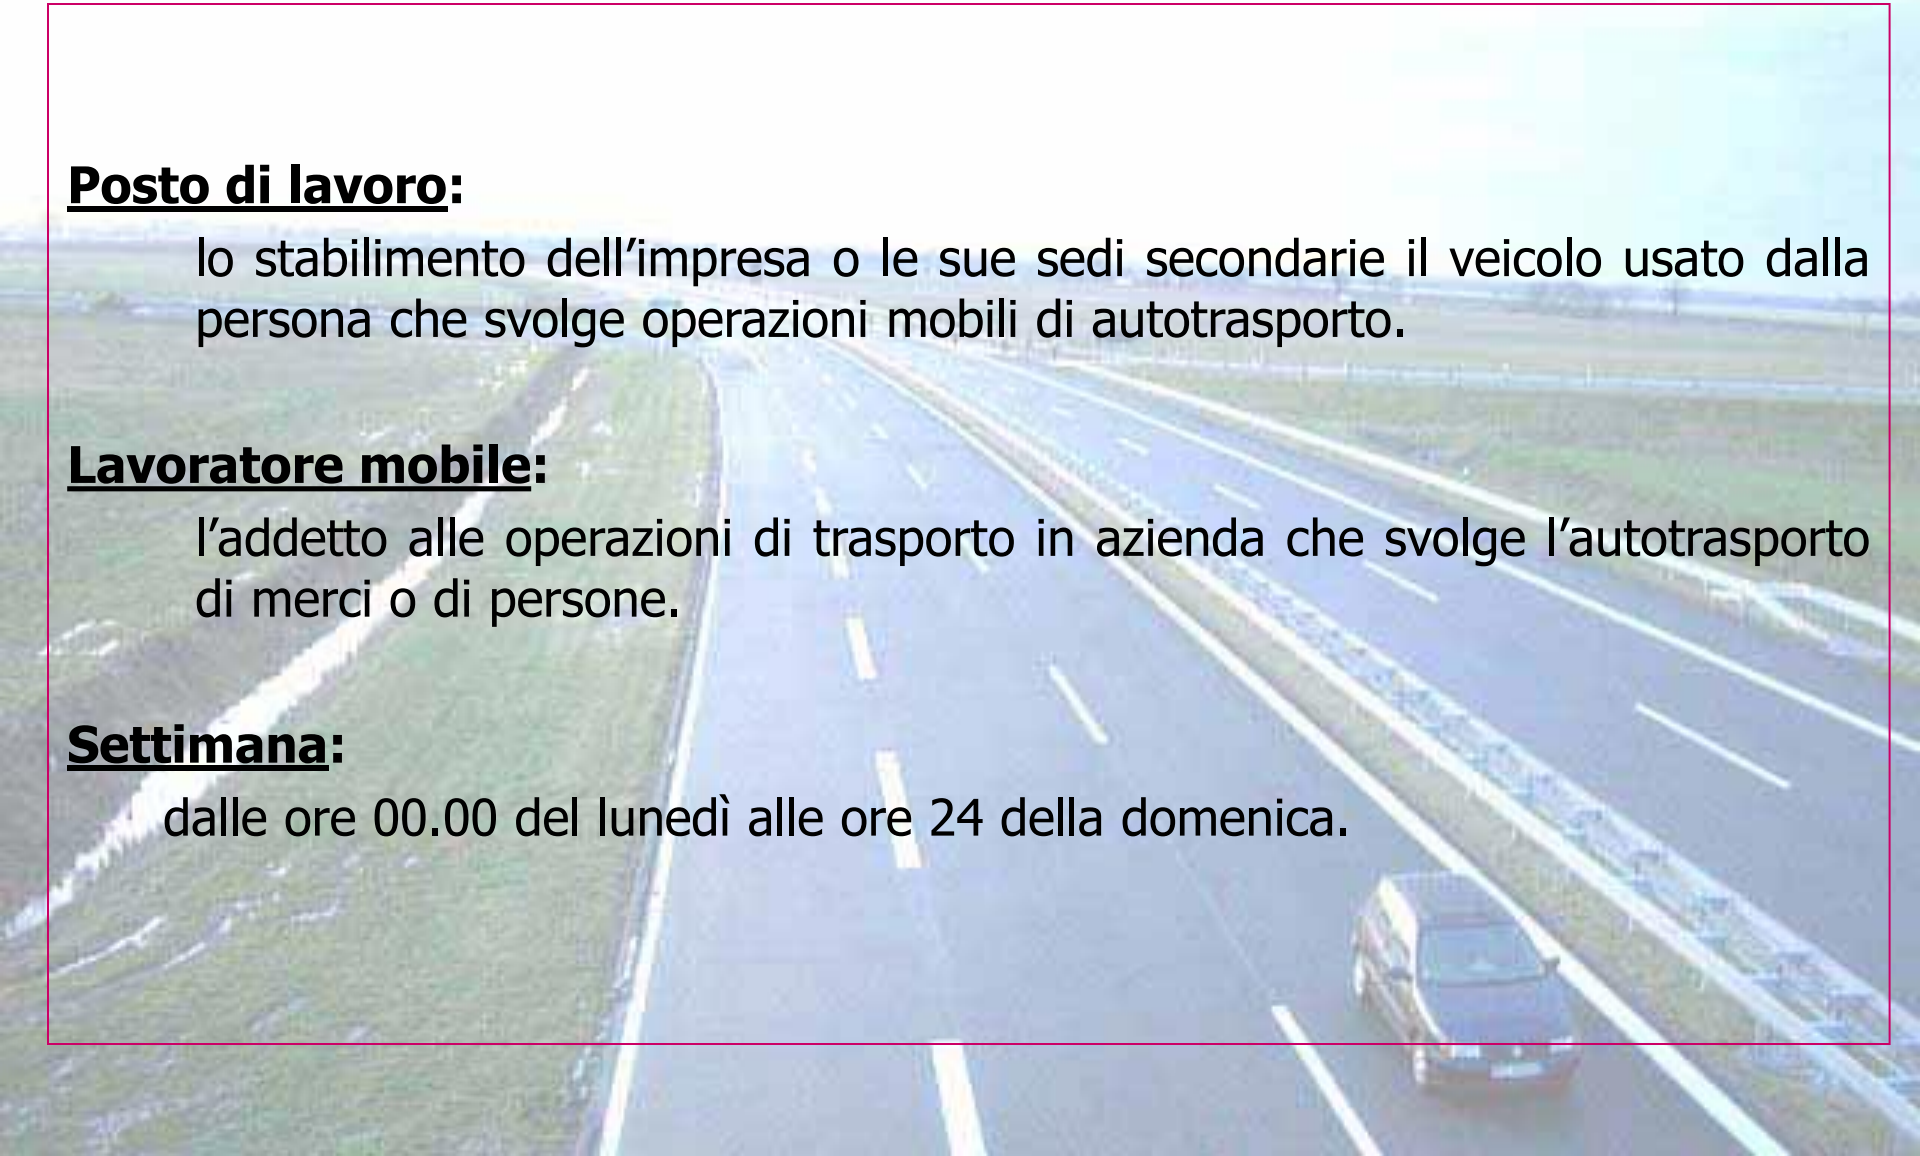 Posto di lavoro:
lo stabilimento dell’impresa o le sue sedi secondarie il veicolo usato dalla
persona che svolge operazioni mobili di autotrasporto.
Lavoratore mobile:
l’addetto alle operazioni di trasporto in azienda che svolge l’autotrasporto
di merci o di persone.
Settimana:
dalle ore 00.00 del lunedì alle ore 24 della domenica.